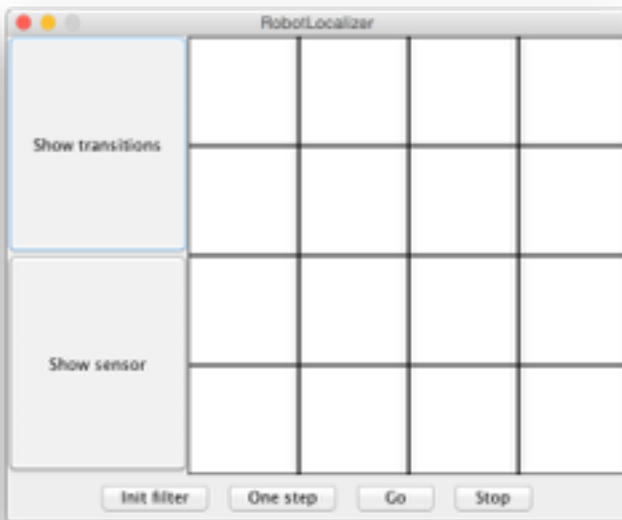 RobotLocalizer
Show transitions
Show sensor
Init filter One step Go Stop